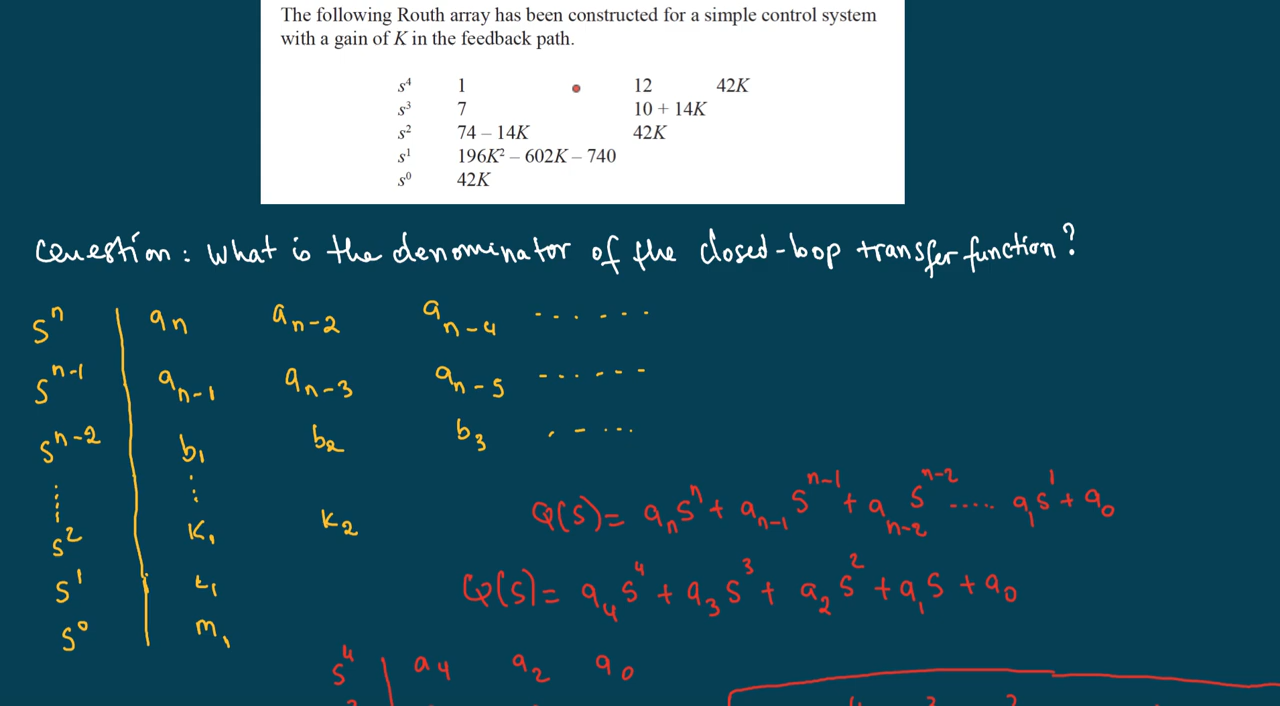 The following Routh array has been constructed for a simple control system
with a gain of K in the feedback path.
s⁴ 1 12 42K
s³ 7 10 + 14K
s² 74 – 14K 42K
s¹ 196K² – 602K – 740
s⁰ 42K
Question: What is the denominator of the closed-loop transfer function?
sⁿ aₙ aₙ₋₂ aₙ₋₄ ......
sⁿ⁻¹ aₙ₋₁ aₙ₋₃ aₙ₋₅ ......
sⁿ⁻² b₁ b₂ b₃ .....
Q(s) = aₙsⁿ + aₙ₋₁sⁿ⁻¹ + aₙ₋₂sⁿ⁻² ..... a₁s¹ + a₀
s² K₁ K₂
Q(s) = a₄s⁴ + a₃s³ + a₂s² + a₁s + a₀
s¹ L₁
s⁰ m₁
s⁴ a₄ a₂ a₀